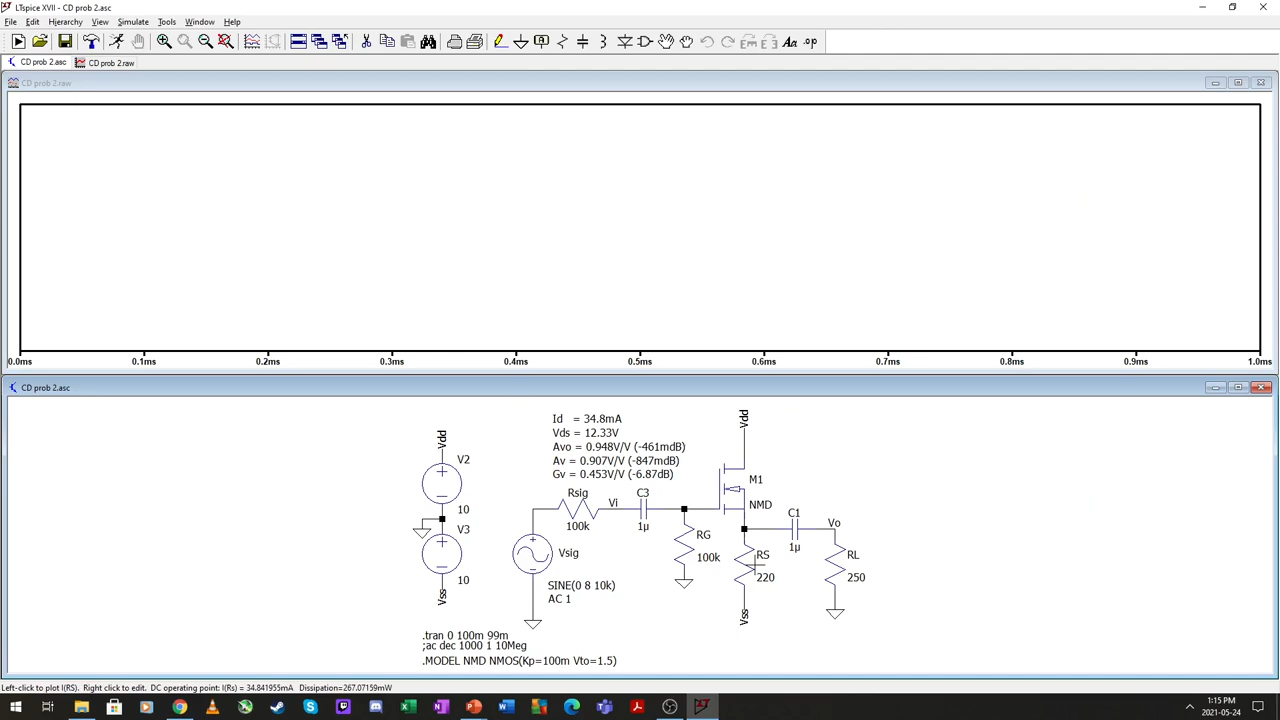 LTspice XVII - CD prob 2.asc
File Edit Hierarchy View Simulate Tools Window Help
CD prob 2.asc CD prob 2.raw
CD prob 2.raw
0.0ms 0.1ms 0.2ms 0.3ms 0.4ms 0.5ms 0.6ms 0.7ms 0.8ms 0.9ms 1.0ms
CD prob 2.asc
Id = 34.8mA
Vds = 12.33V
Avo = 0.948V/V (-461mdB)
Av = 0.907V/V (-847mdB)
Gv = 0.453V/V (-6.87dB)
Vdd
V2
10
V3
10
Vss
Rsig
100k
Vi
C3
1µ
Vsig
SINE(0 8 10k)
AC 1
RG
100k
Vdd
M1
NMD
C1
1µ
Vo
RS
220
RL
250
Vss
.tran 0 100m 99m
;ac dec 1000 1 10Meg
.MODEL NMD NMOS(Kp=100m Vto=1.5)
Left-click to plot I(RS). Right click to edit. DC operating point: I(Rs) = 34.841955mA Dissipation=267.07159mW
1:15 PM
2021-05-24